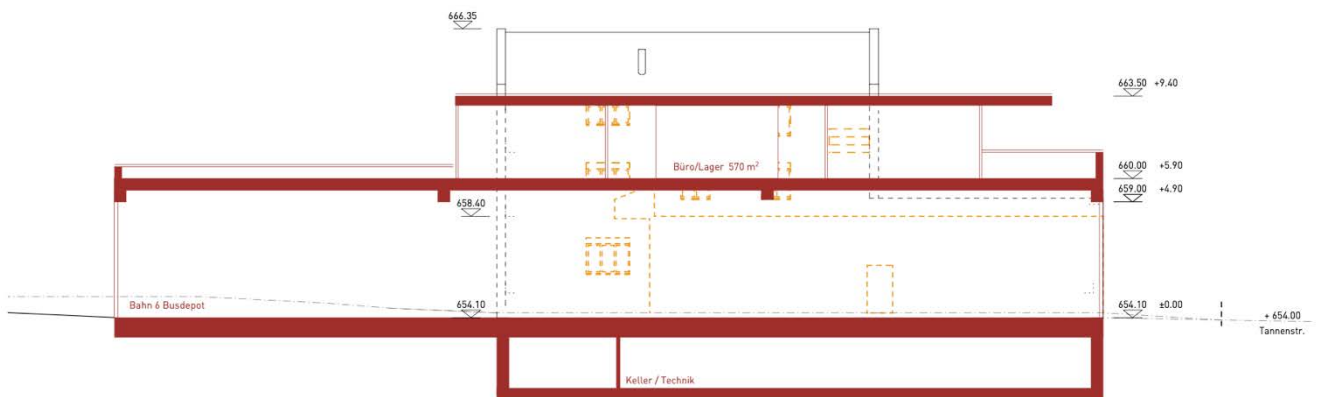 666.35
663.50 +9.40
Büro/Lager 570 m²
660.00 +5.90
659.00 +4.90
658.40
Bahn & Busdepot
654.10
654.10 ±0.00
+ 654.00
Tannenstr.
Keller / Technik